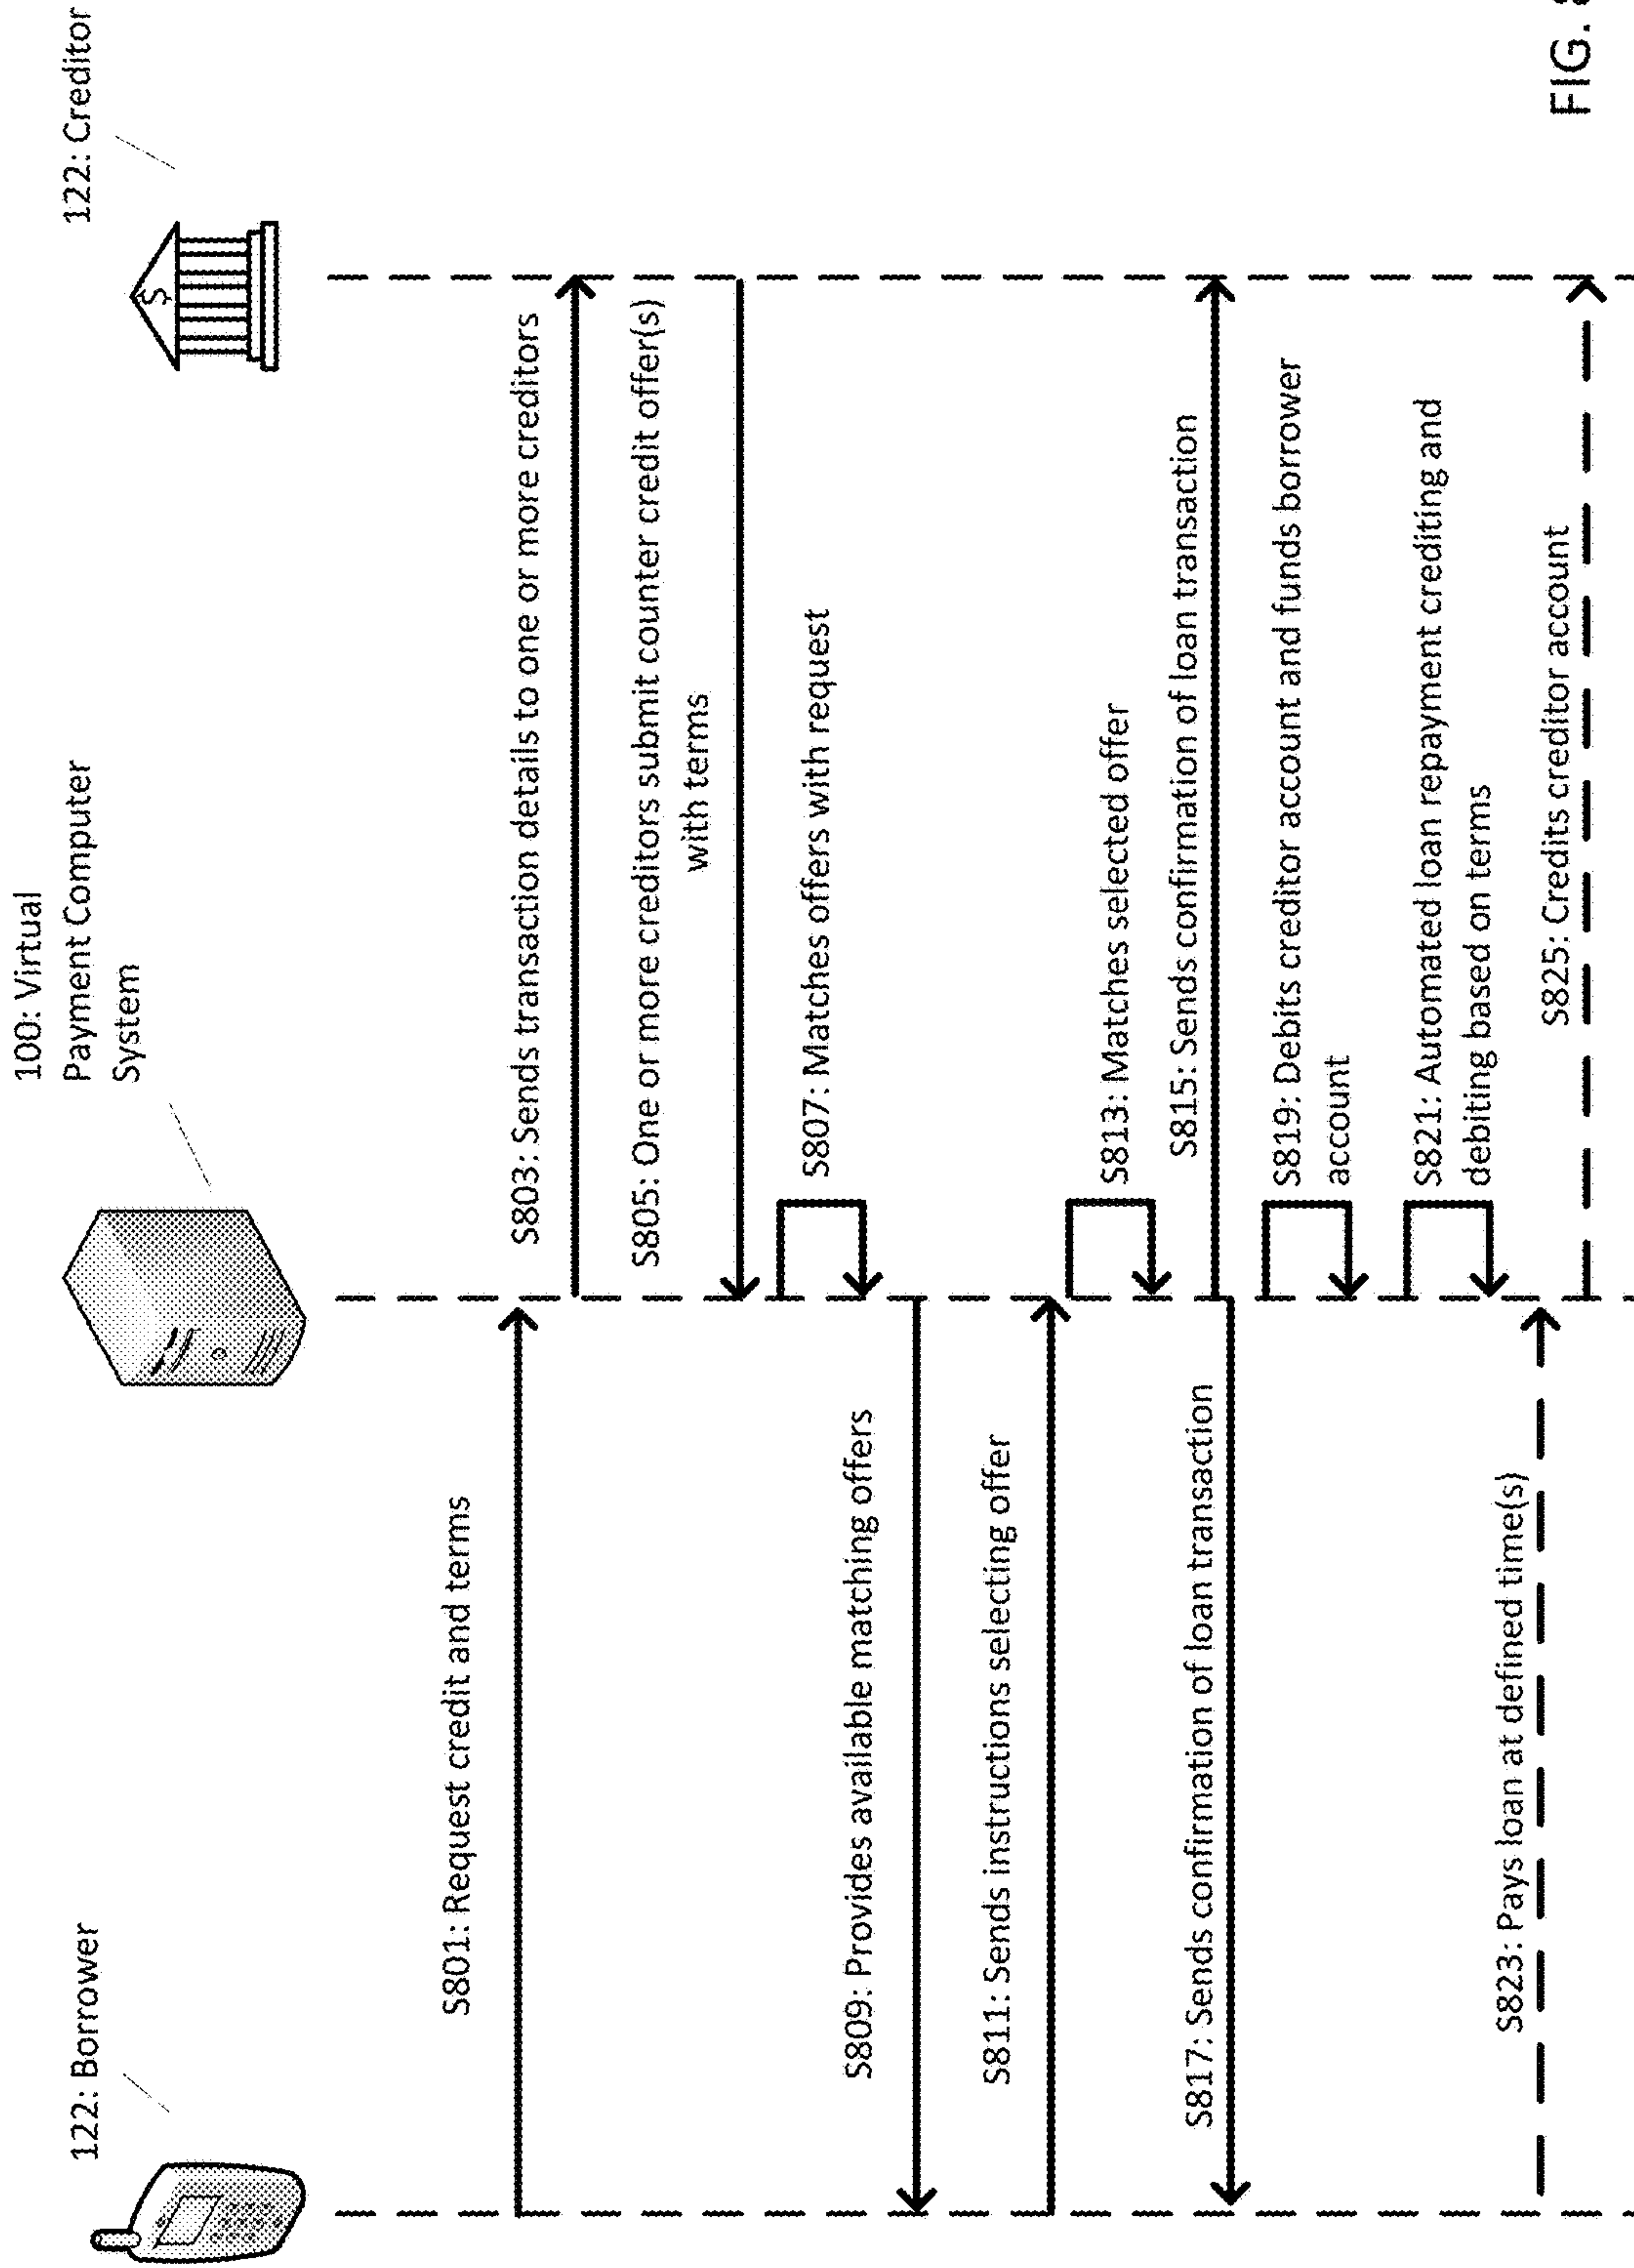 122: Borrower
100: Virtual
Payment Computer
System
122: Creditor
S801: Request credit and terms
S803: Sends transaction details to one or more creditors
S805: One or more creditors submit counter credit offer(s)
with terms
S807: Matches offers with request
S809: Provides available matching offers
S811: Sends instructions selecting offer
S813: Matches selected offer
S815: Sends confirmation of loan transaction
S817: Sends confirmation of loan transaction
S819: Debits creditor account and funds borrower
account
S821: Automated loan repayment crediting and
debiting based on terms
S823: Pays loan at defined time(s)
S825: Credits creditor account
FIG.